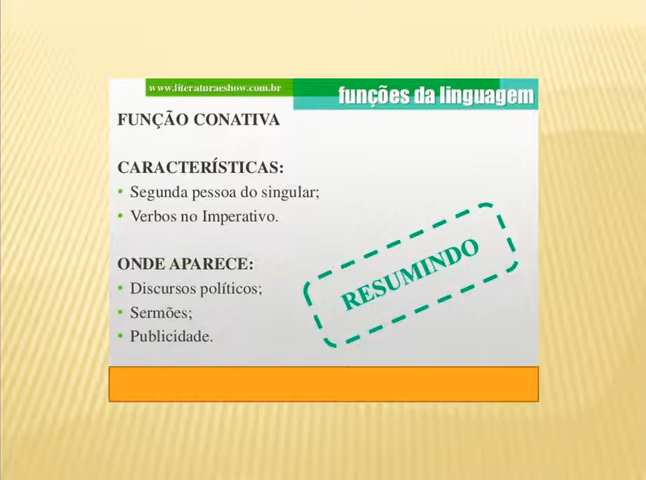 www.literaturaeshow.com.br
funções da linguagem
FUNÇÃO CONATIVA
CARACTERÍSTICAS:
• Segunda pessoa do singular;
• Verbos no Imperativo.
ONDE APARECE:
• Discursos políticos;
• Sermões;
• Publicidade.
RESUMINDO